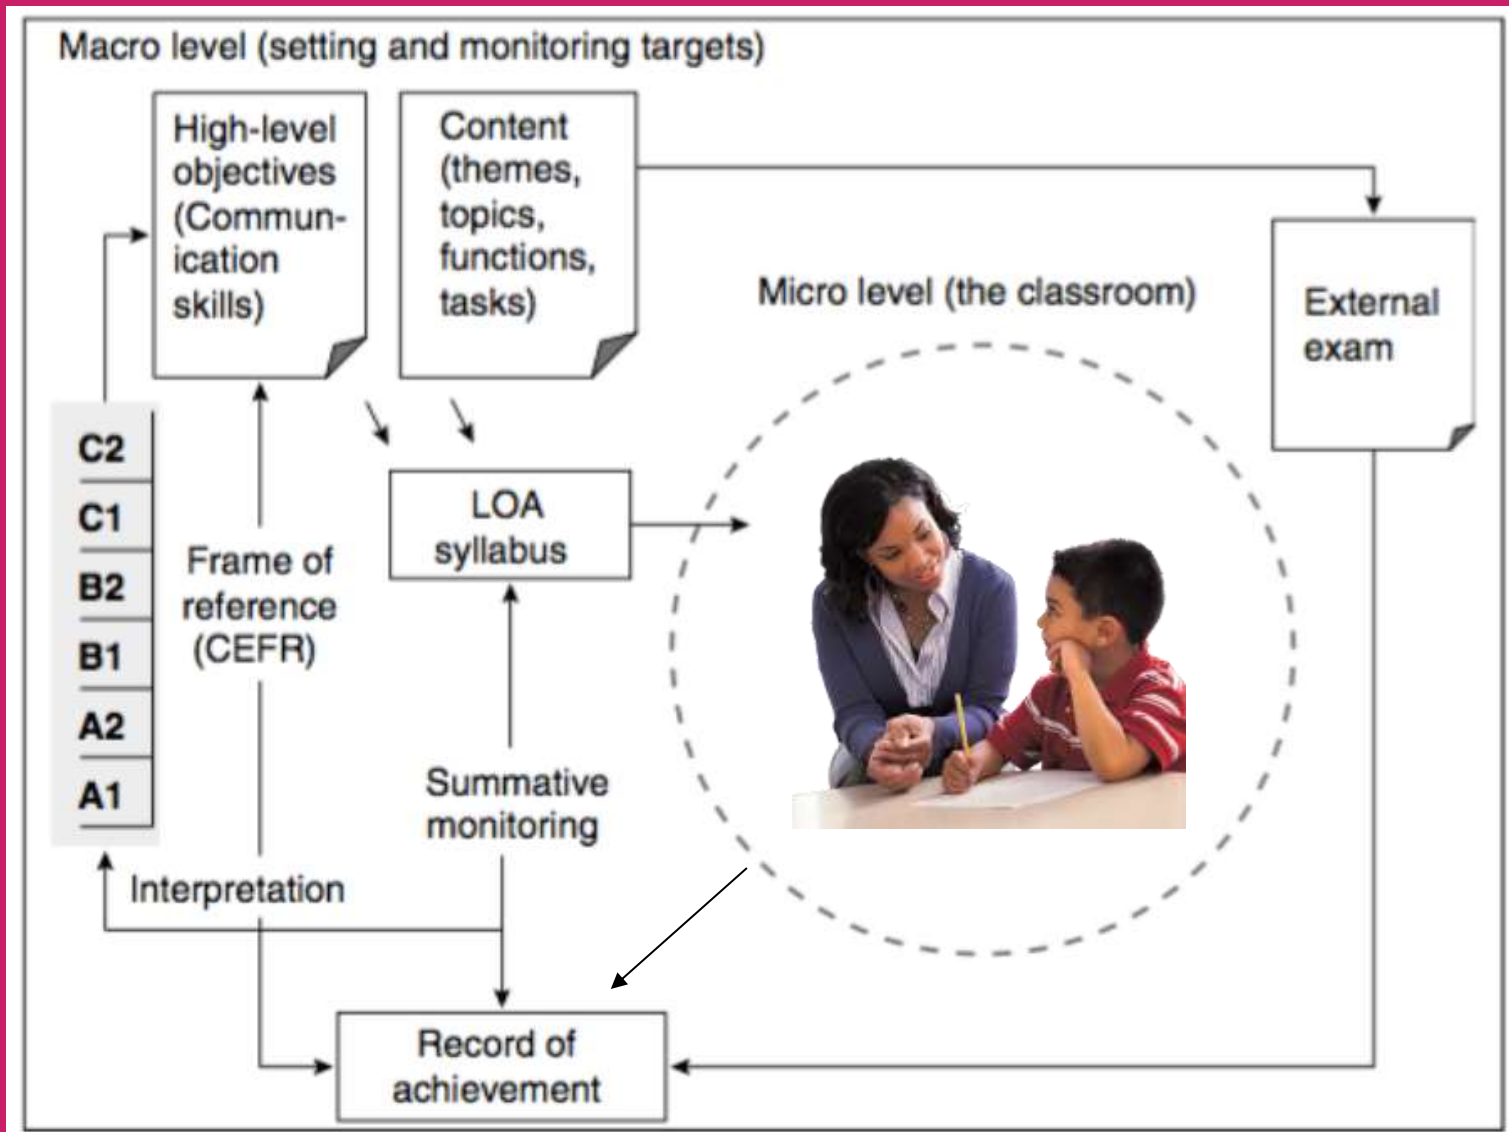 Macro level (setting and monitoring targets)
High-level
objectives
(Commun-
ication
skills)
Content
(themes,
topics,
functions,
tasks)
Micro level (the classroom)
External
exam
C2
C1
B2
B1
A2
A1
Frame of
reference
(CEFR)
LOA
syllabus
Summative
monitoring
Interpretation
Record of
achievement